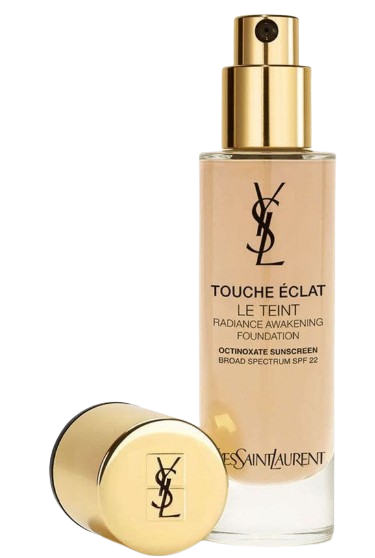 YSL
TOUCHE ÉCLAT
LE TEINT
RADIANCE AWAKENING
FOUNDATION
OCTINOXATE SUNSCREEN
BROAD SPECTRUM SPF 22
YVESSAINTLAURENT
YSL